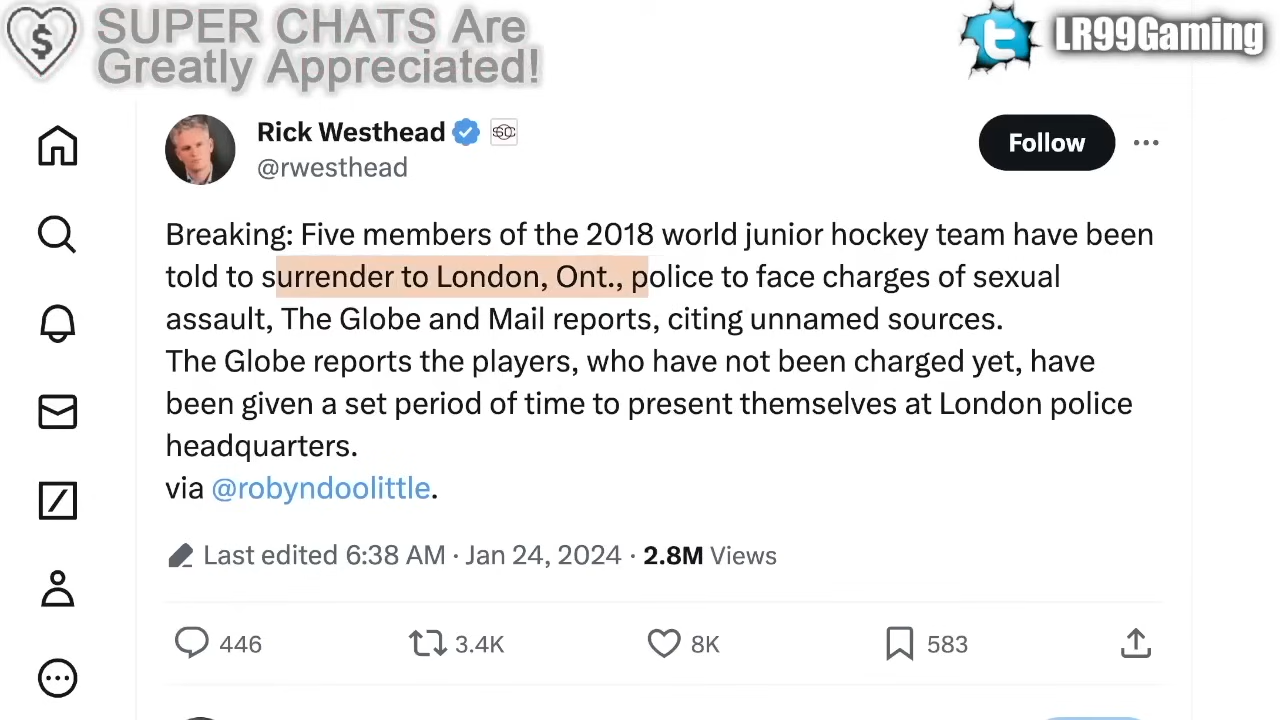 SUPER CHATS Are
Greatly Appreciated!
LR99Gaming
Rick Westhead
@rwesthead
Follow
Breaking: Five members of the 2018 world junior hockey team have been
told to surrender to London, Ont., police to face charges of sexual
assault, The Globe and Mail reports, citing unnamed sources.
The Globe reports the players, who have not been charged yet, have
been given a set period of time to present themselves at London police
headquarters.
via @robyndoolittle.
Last edited 6:38 AM · Jan 24, 2024 · 2.8M Views
446 3.4K 8K 583